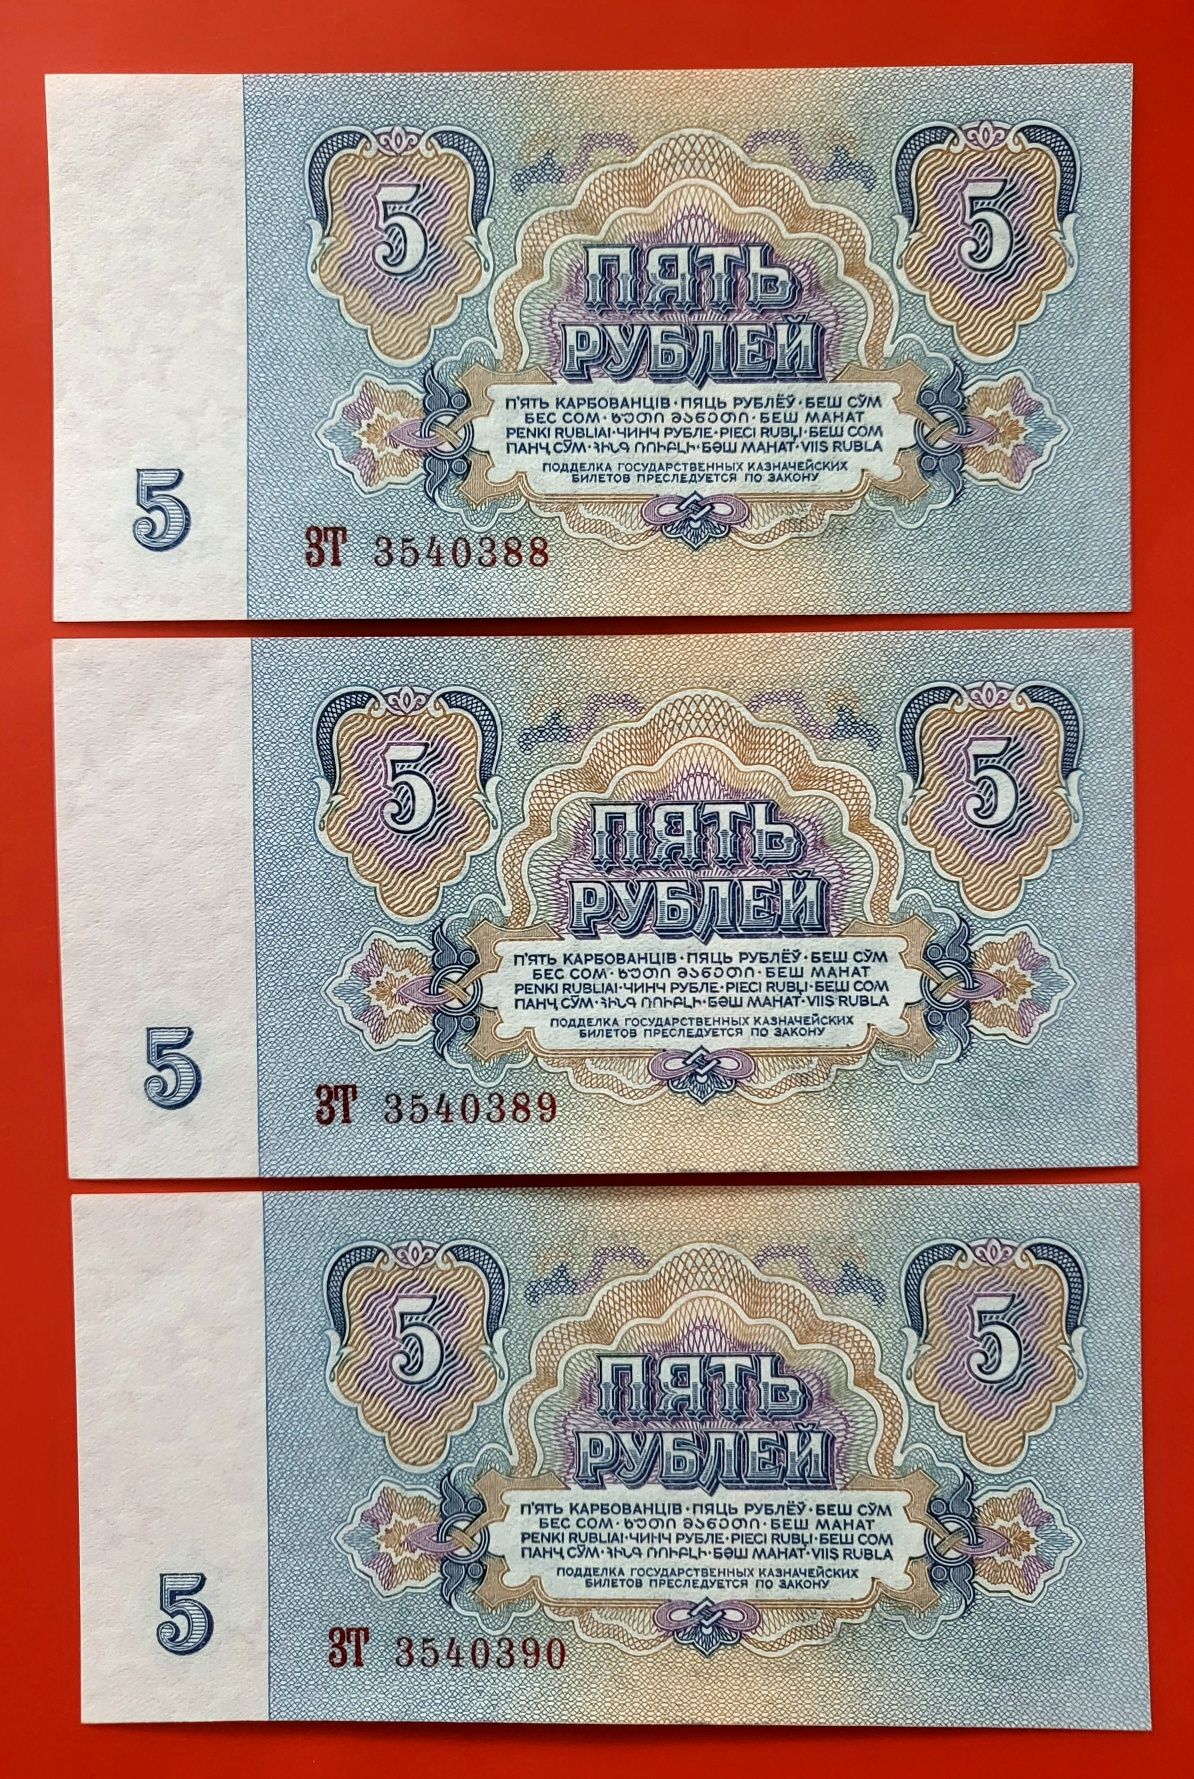 5 5
ПЯТЬ
РУБЛЕЙ
П'ЯТЬ КАРБОВАНЦІВ · ПЯЦЬ РУБЛЁЎ · БЕШ СЎМ
БЕС СОМ · ᲮᲣᲗᲘ ᲛᲐᲜᲔᲗᲘ · БЕШ МАНАТ
PENKI RUBLIAI · ЧИНЧ РУБЛЕ · PIECI RUBĻI · БЕШ СОМ
ПАНҶ СЎМ · ՀԻՆԳ ՌՈՒԲԼԻ · БӘШ МАНАТ · VIIS RUBLA
ПОДДЕЛКА ГОСУДАРСТВЕННЫХ КАЗНАЧЕЙСКИХ
БИЛЕТОВ ПРЕСЛЕДУЕТСЯ ПО ЗАКОНУ
5
ЗТ 3540388
5 5
ПЯТЬ
РУБЛЕЙ
П'ЯТЬ КАРБОВАНЦІВ · ПЯЦЬ РУБЛЁЎ · БЕШ СЎМ
БЕС СОМ · ᲮᲣᲗᲘ ᲛᲐᲜᲔᲗᲘ · БЕШ МАНАТ
PENKI RUBLIAI · ЧИНЧ РУБЛЕ · PIECI RUBĻI · БЕШ СОМ
ПАНҶ СЎМ · ՀԻՆԳ ՌՈՒԲԼԻ · БӘШ МАНАТ · VIIS RUBLA
ПОДДЕЛКА ГОСУДАРСТВЕННЫХ КАЗНАЧЕЙСКИХ
БИЛЕТОВ ПРЕСЛЕДУЕТСЯ ПО ЗАКОНУ
5
ЗТ 3540389
5 5
ПЯТЬ
РУБЛЕЙ
П'ЯТЬ КАРБОВАНЦІВ · ПЯЦЬ РУБЛЁЎ · БЕШ СЎМ
БЕС СОМ · ᲮᲣᲗᲘ ᲛᲐᲜᲔᲗᲘ · БЕШ МАНАТ
PENKI RUBLIAI · ЧИНЧ РУБЛЕ · PIECI RUBĻI · БЕШ СОМ
ПАНҶ СЎМ · ՀԻՆԳ ՌՈՒԲԼԻ · БӘШ МАНАТ · VIIS RUBLA
ПОДДЕЛКА ГОСУДАРСТВЕННЫХ КАЗНАЧЕЙСКИХ
БИЛЕТОВ ПРЕСЛЕДУЕТСЯ ПО ЗАКОНУ
5
ЗТ 3540390